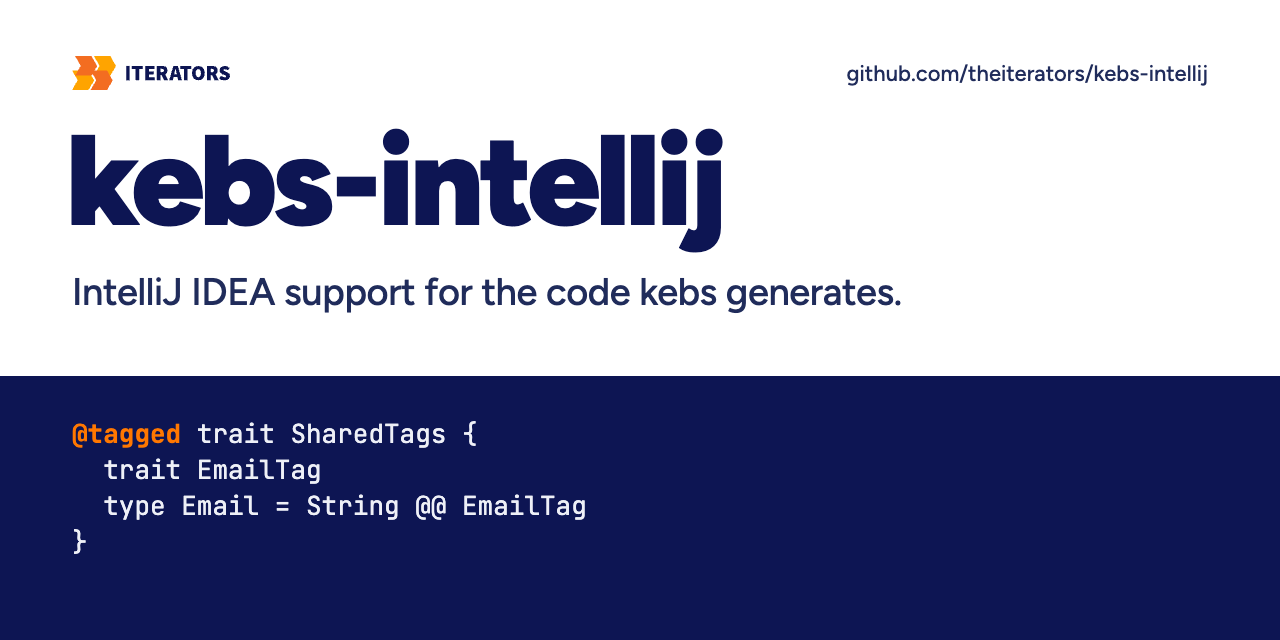 ITERATORS
github.com/theiterators/kebs-intellij
kebs-intellij
IntelliJ IDEA support for the code kebs generates.
@tagged trait SharedTags {
  trait EmailTag
  type Email = String @@ EmailTag
}